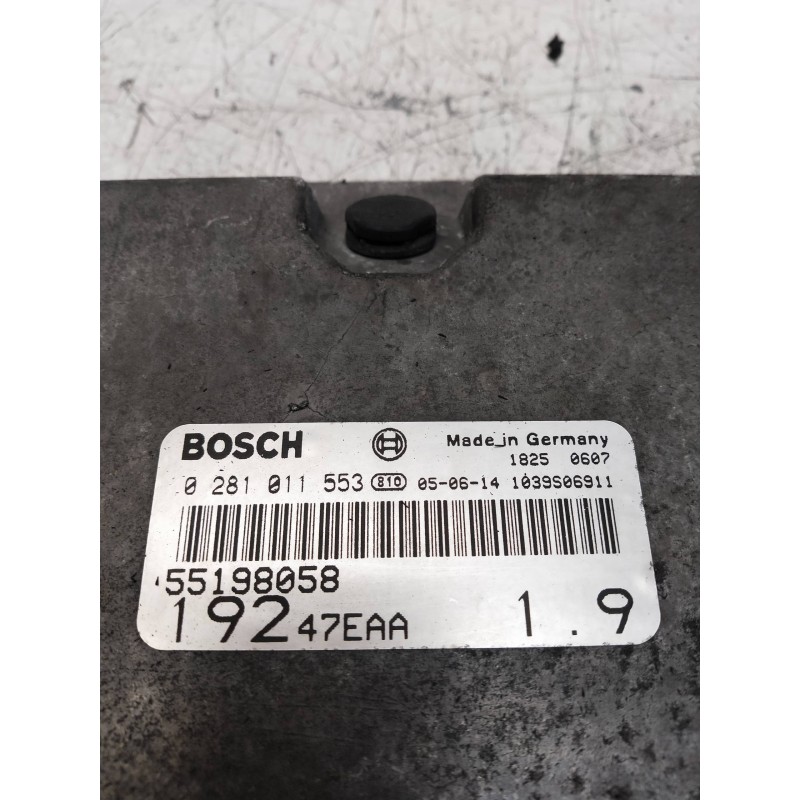 BOSCH Made in Germany
1825 0607
0 281 011 553 810 05-06-14 1039S06911
55198058
192 47EAA 1.9